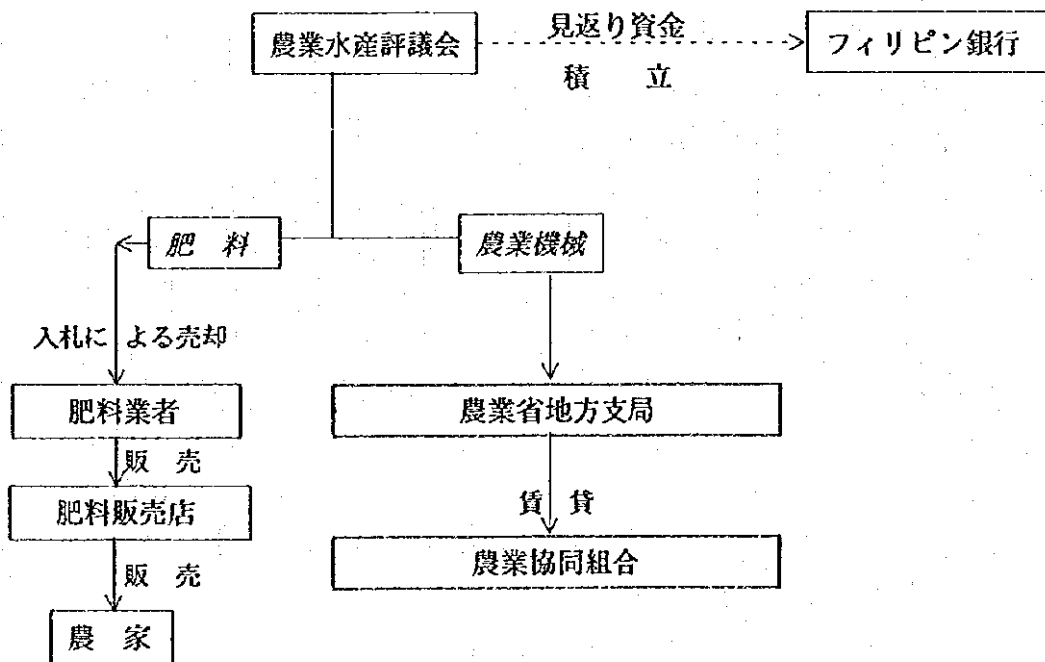 農業水産評議会
見返り資金
積 立
フィリピン銀行
肥 料
農業機械
入札による売却
肥料業者
農業省地方支局
販 売
肥料販売店
賃 貸
農業協同組合
販 売
農 家